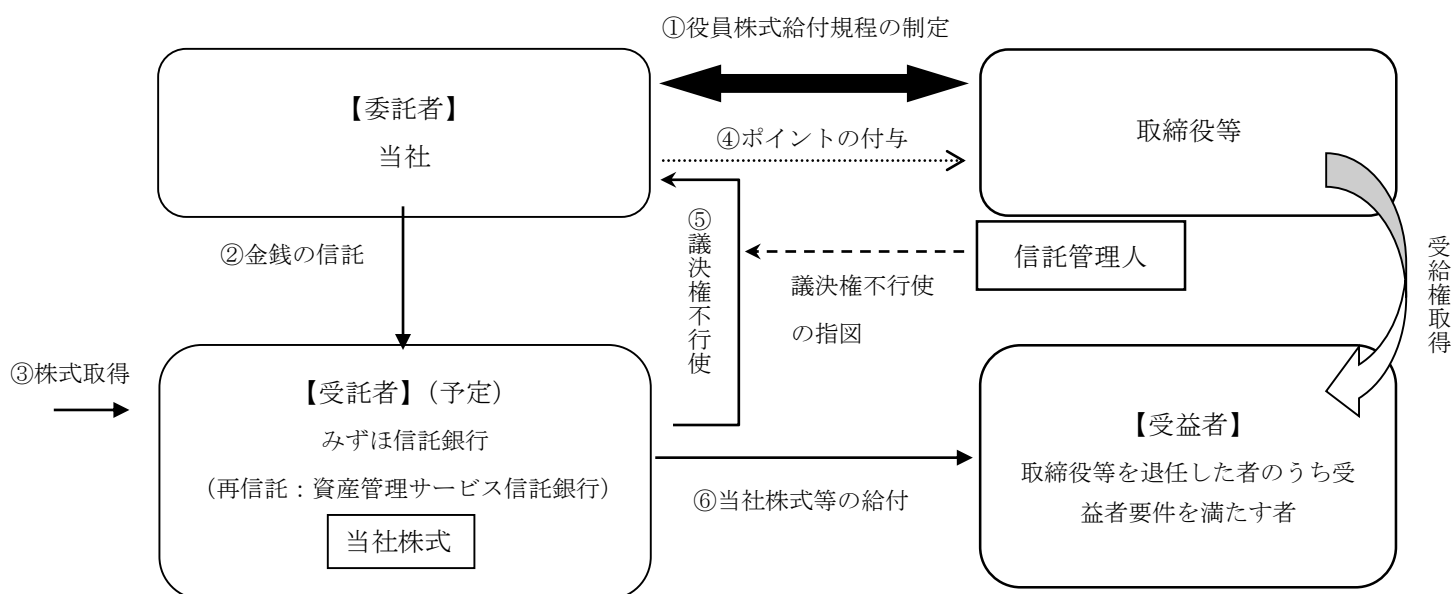 ①役員株式給付規程の制定
【委託者】
当社
④ポイントの付与
取締役等
②金銭の信託
⑤議決権不行使
信託管理人
議決権不行使
の指図
受給権取得
③株式取得
【受託者】（予定）
みずほ信託銀行
（再信託：資産管理サービス信託銀行）
当社株式
⑥当社株式等の給付
【受益者】
取締役等を退任した者のうち受
益者要件を満たす者